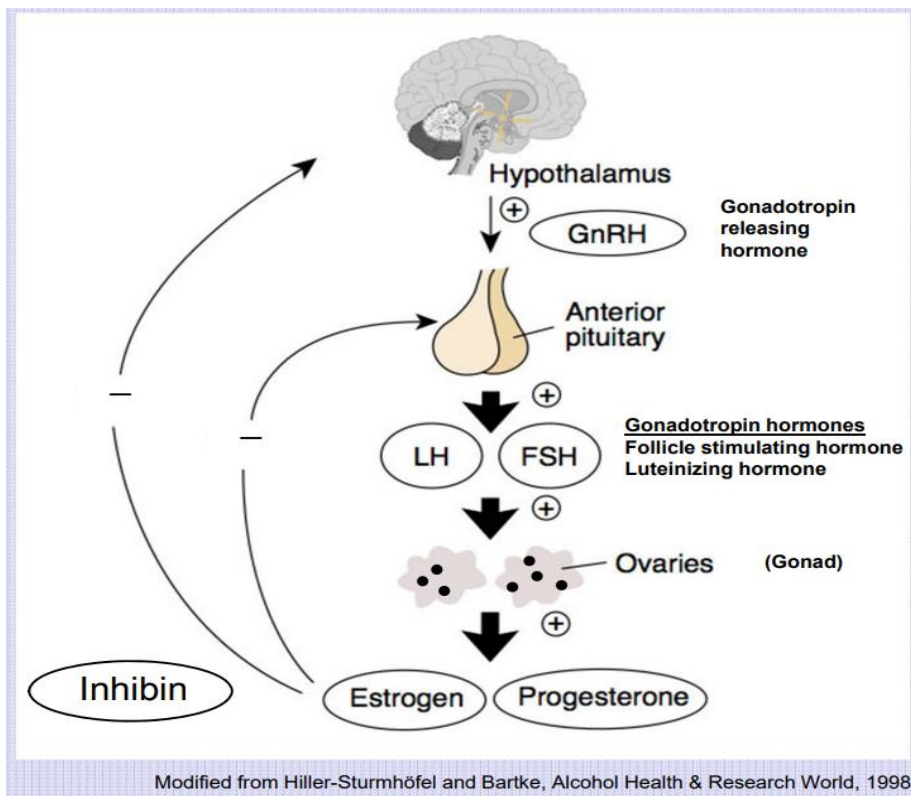 Hypothalamus
+
GnRH
Gonadotropin
releasing
hormone
Anterior
pituitary
+
–
–
LH
FSH
Gonadotropin hormones
Follicle stimulating hormone
Luteinizing hormone
+
Ovaries
(Gonad)
+
Inhibin
Estrogen
Progesterone
Modified from Hiller-Sturmhöfel and Bartke, Alcohol Health & Research World, 1998